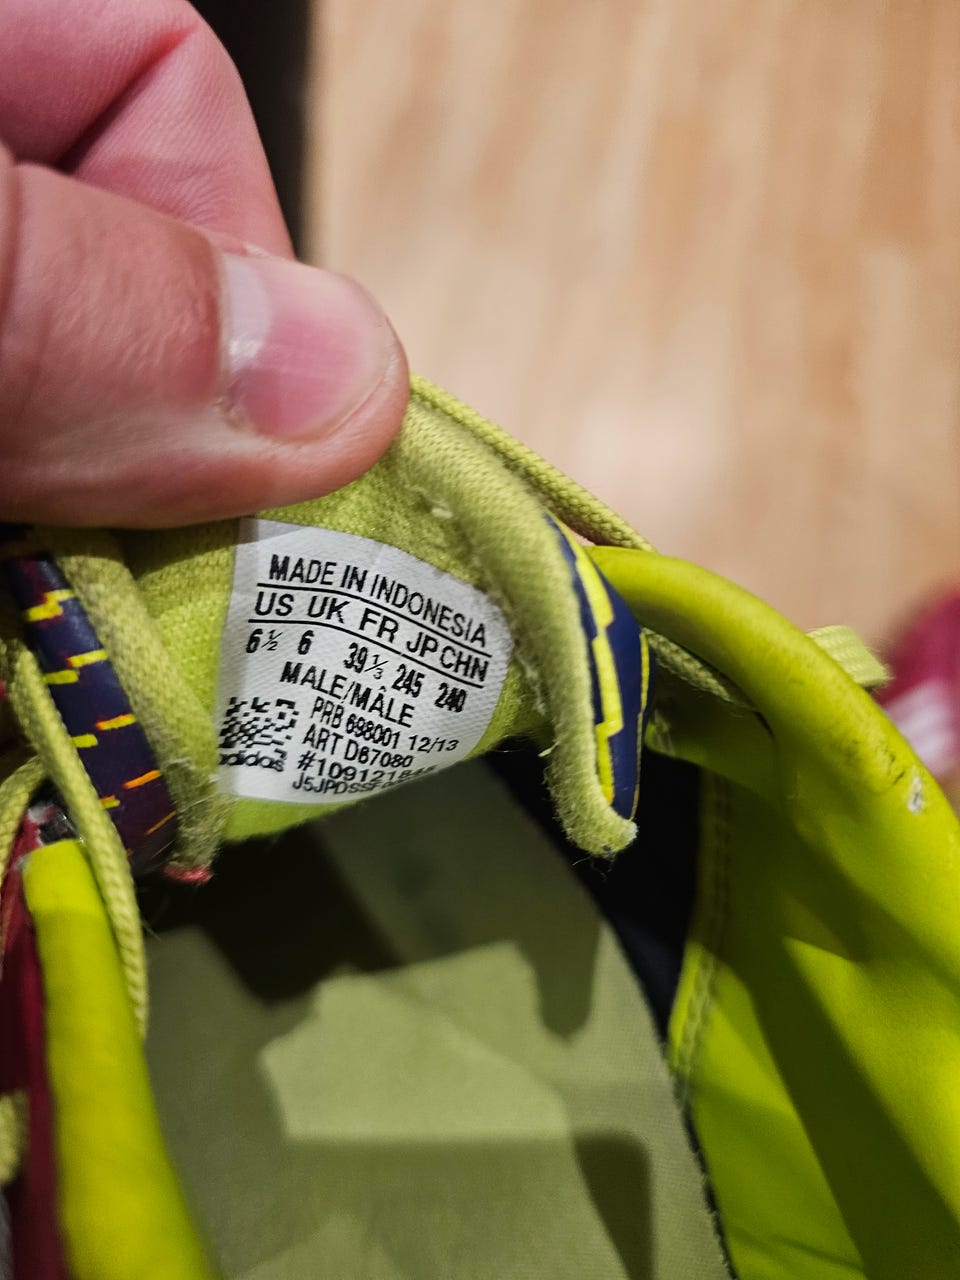 MADE IN INDONESIA
US UK FR JP CHN
6½ 6 39⅓ 245 240
MALE/MÂLE
PRB 698001 12/13
ART D67080
adidas